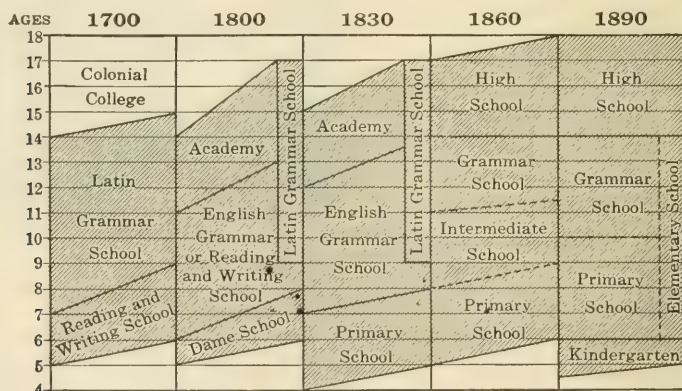 AGES 1700 1800 1830 1860 1890
18
17
16
15
14
13
12
11
10
9
8
7
6
5
4
Colonial
College
Latin
Grammar
School
Reading and
Writing School
Academy
English
Grammar
or Reading
and Writing
School
Dame School
Latin Grammar School
Academy
English
Grammar
School
Primary
School
Latin Grammar School
High
School
Grammar
School
Intermediate
School
Primary
School
High
School
Grammar
School
Primary
School
Kindergarten
Elementary School